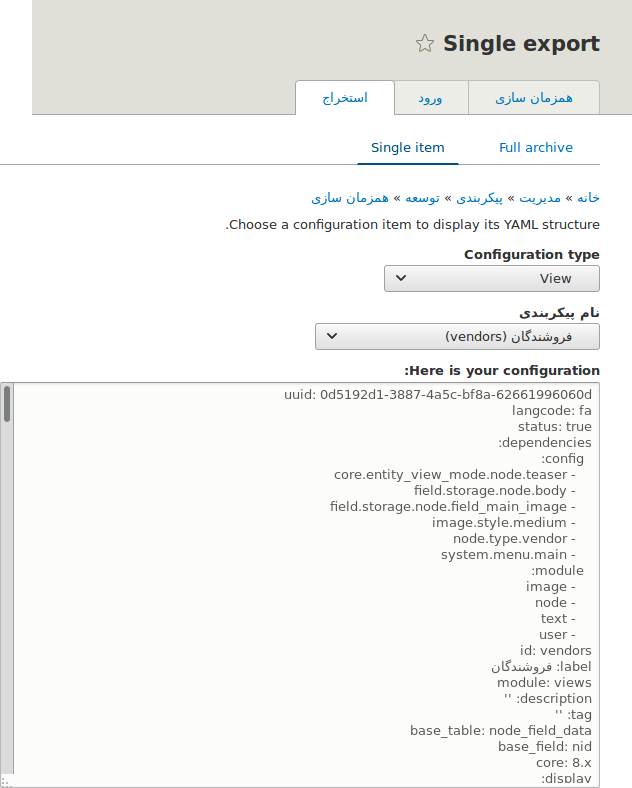 Single export
همزمان سازی
ورود
استخراج
Full archive
Single item
خانه » مدیریت » پیکربندی » توسعه » همزمان سازی
Choose a configuration item to display its YAML structure.
Configuration type
View
نام پیکربندی
فروشندگان (vendors)
Here is your configuration:
uuid: 0d5192d1-3887-4a5c-bf8a-62661996060d
langcode: fa
status: true
dependencies:
config:
- core.entity_view_mode.node.teaser
- field.storage.node.body
- field.storage.node.field_main_image
- image.style.medium
- node.type.vendor
- system.menu.main
module:
- image
- node
- text
- user
id: vendors
label: فروشندگان
module: views
description: ''
tag: ''
base_table: node_field_data
base_field: nid
core: 8.x
display: